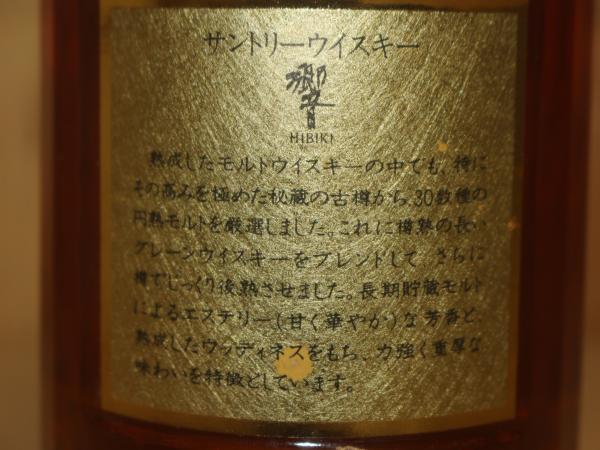 サントリーウイスキー
響
HIBIKI
熟成したモルトウイスキーの中でも、特に
その高みを極めた秘蔵の古樽から、30数種の
円熟モルトを厳選しました。これに樽熟の長い
グレーンウイスキーをブレンドして、さらに
樽でじっくり後熟させました。長期貯蔵モルト
によるエステリー(甘く華やか)な芳香と、
熟成したウッディネスをもち、力強く重厚な
味わいを特徴としています。